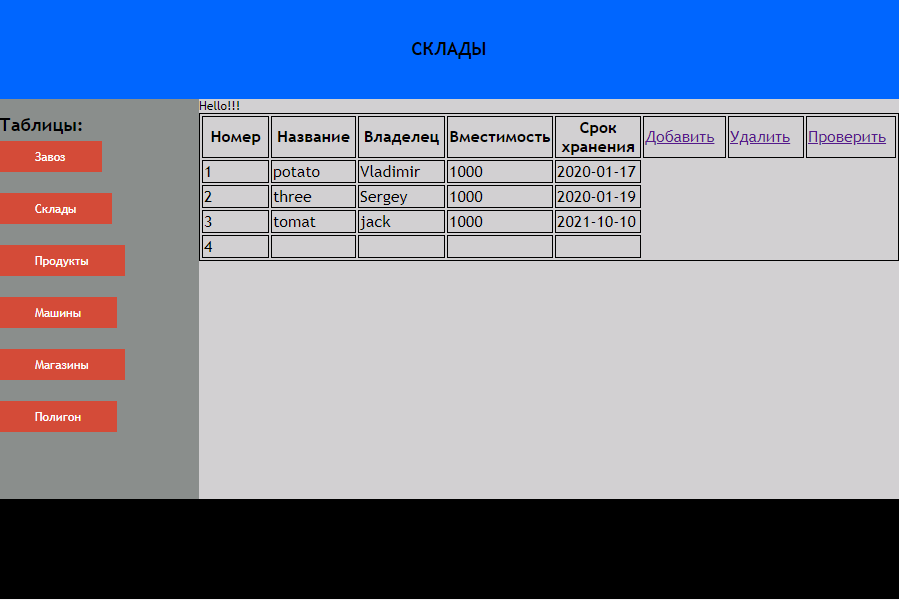 СКЛАДЫ
Таблицы:
Завоз
Склады
Продукты
Машины
Магазины
Полигон
Hello!!!
Номер Название Владелец Вместимость Срок хранения Добавить Удалить Проверить
1 potato Vladimir 1000 2020-01-17
2 three Sergey 1000 2020-01-19
3 tomat jack 1000 2021-10-10
4